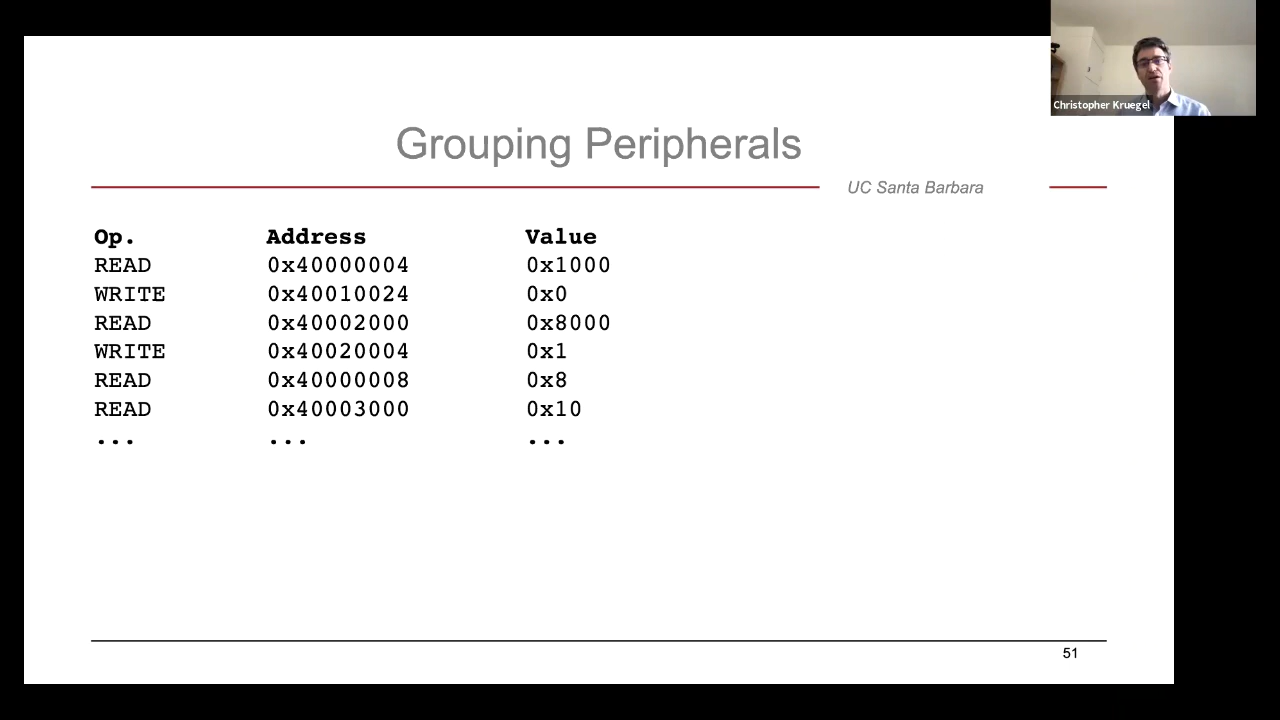 Christopher Kruegel
Grouping Peripherals
UC Santa Barbara
Op. Address Value
READ 0x40000004 0x1000
WRITE 0x40010024 0x0
READ 0x40002000 0x8000
WRITE 0x40020004 0x1
READ 0x40000008 0x8
READ 0x40003000 0x10
... ... ...
51